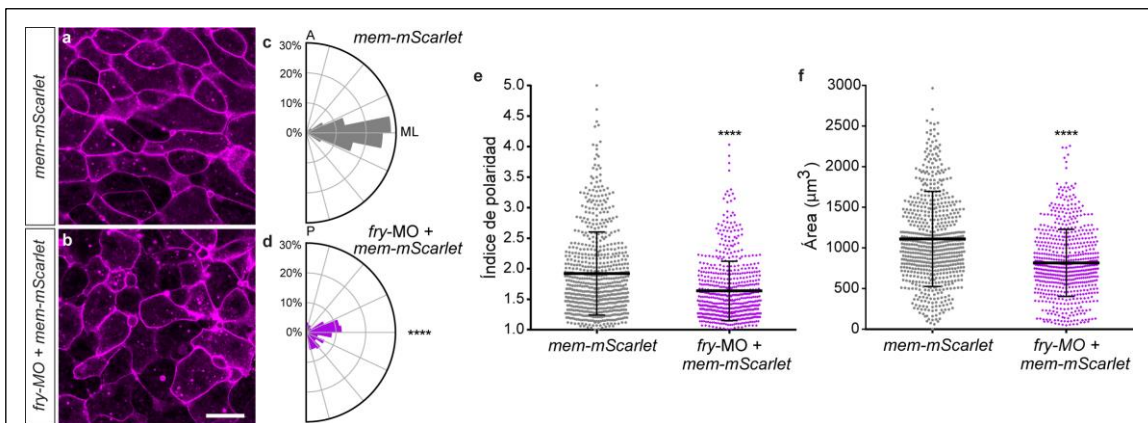 mem-mScarlet
fry-MO + mem-mScarlet
a
b
c
mem-mScarlet
A
30%
20%
10%
0%
ML
P
d
fry-MO +
mem-mScarlet
30%
20%
10%
0%
****
e
Índice de polaridad
5.0
4.5
4.0
3.5
3.0
2.5
2.0
1.5
1.0
****
mem-mScarlet
fry-MO +
mem-mScarlet
f
Área (µm3)
3000
2500
2000
1500
1000
500
0
****
mem-mScarlet
fry-MO +
mem-mScarlet